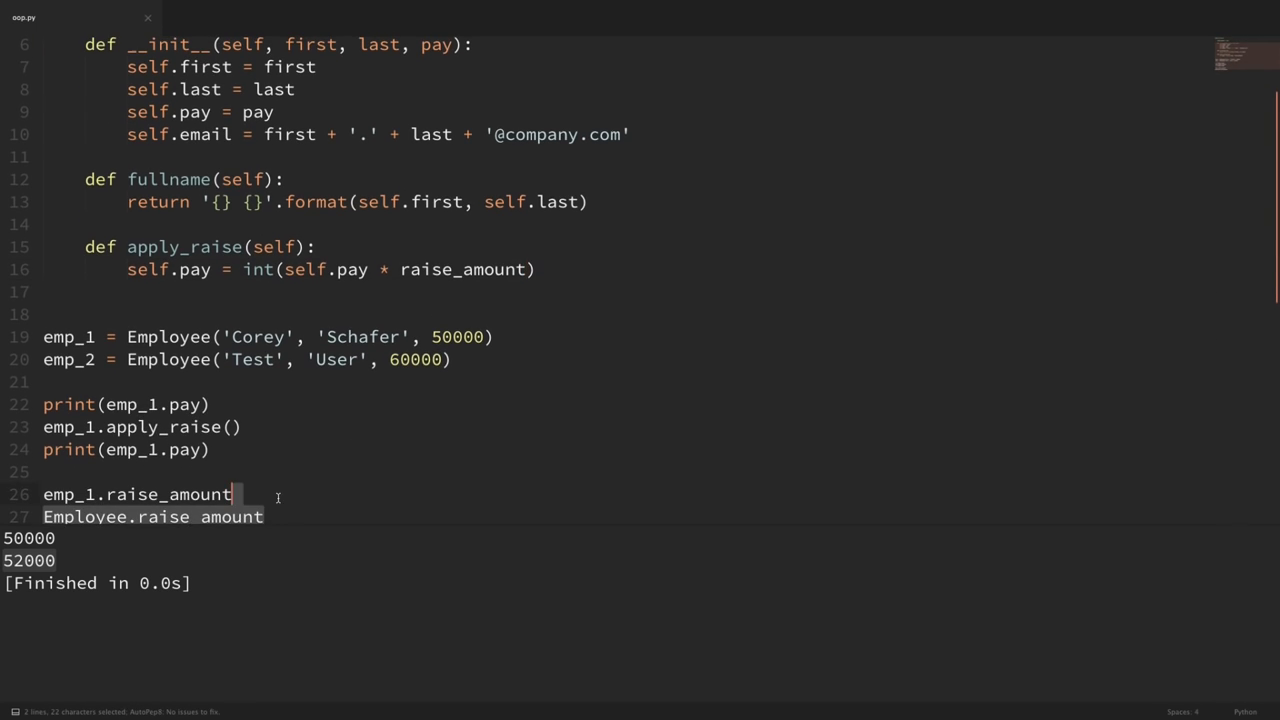 oop.py ×
6 def __init__(self, first, last, pay):
7 self.first = first
8 self.last = last
9 self.pay = pay
10 self.email = first + '.' + last + '@company.com'
11
12 def fullname(self):
13 return '{} {}'.format(self.first, self.last)
14
15 def apply_raise(self):
16 self.pay = int(self.pay * raise_amount)
17
18
19 emp_1 = Employee('Corey', 'Schafer', 50000)
20 emp_2 = Employee('Test', 'User', 60000)
21
22 print(emp_1.pay)
23 emp_1.apply_raise()
24 print(emp_1.pay)
25
26 emp_1.raise_amount
27 Employee.raise_amount
50000
52000
[Finished in 0.0s]
2 lines, 22 characters selected; AutoPep8: No issues to fix. Spaces: 4 Python